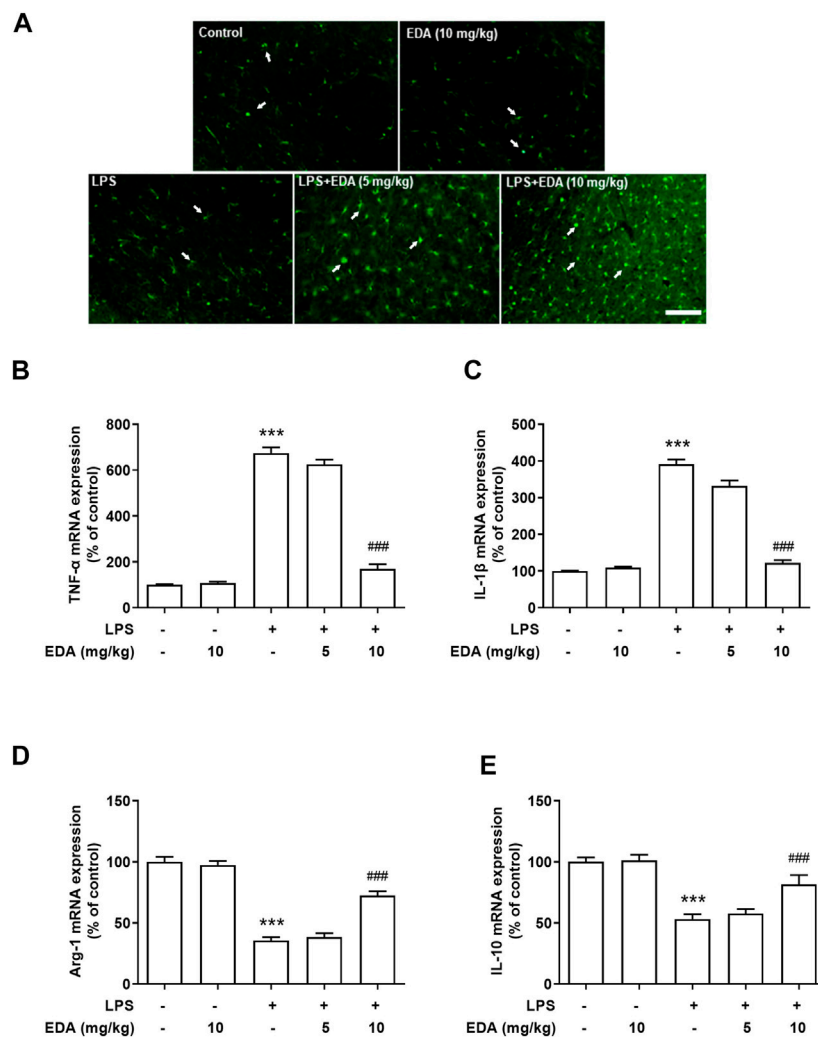 A
Control
EDA (10 mg/kg)
LPS
LPS+EDA (5 mg/kg)
LPS+EDA (10 mg/kg)
B
TNF-α mRNA expression
(% of control)
800
600
400
200
100
0
***
###
LPS - - + + +
EDA (mg/kg) - 10 - 5 10
C
IL-1β mRNA expression
(% of control)
500
400
300
200
100
0
***
###
LPS - - + + +
EDA (mg/kg) - 10 - 5 10
D
Arg-1 mRNA expression
(% of control)
150
100
50
0
***
###
LPS - - + + +
EDA (mg/kg) - 10 - 5 10
E
IL-10 mRNA expression
(% of control)
150
100
50
0
***
###
LPS - - + + +
EDA (mg/kg) - 10 - 5 10